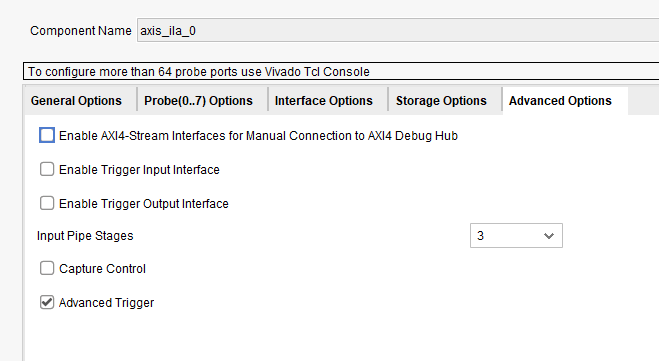 Component Name axis_ila_0
To configure more than 64 probe ports use Vivado Tcl Console
General Options Probe(0..7) Options Interface Options Storage Options Advanced Options
Enable AXI4-Stream Interfaces for Manual Connection to AXI4 Debug Hub
Enable Trigger Input Interface
Enable Trigger Output Interface
Input Pipe Stages 3
Capture Control
Advanced Trigger